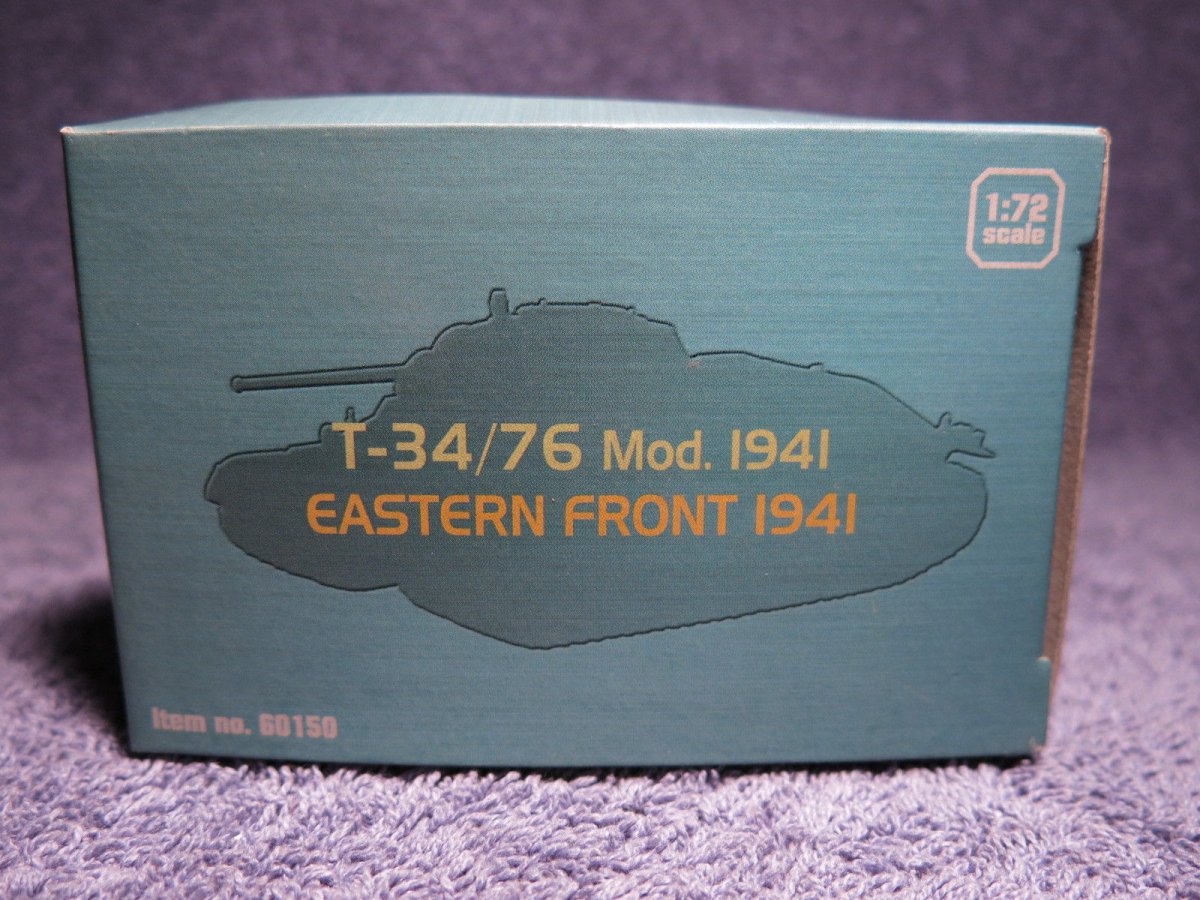 1:72
scale
T-34/76 Mod. 1941
EASTERN FRONT 1941
Item no. 60150